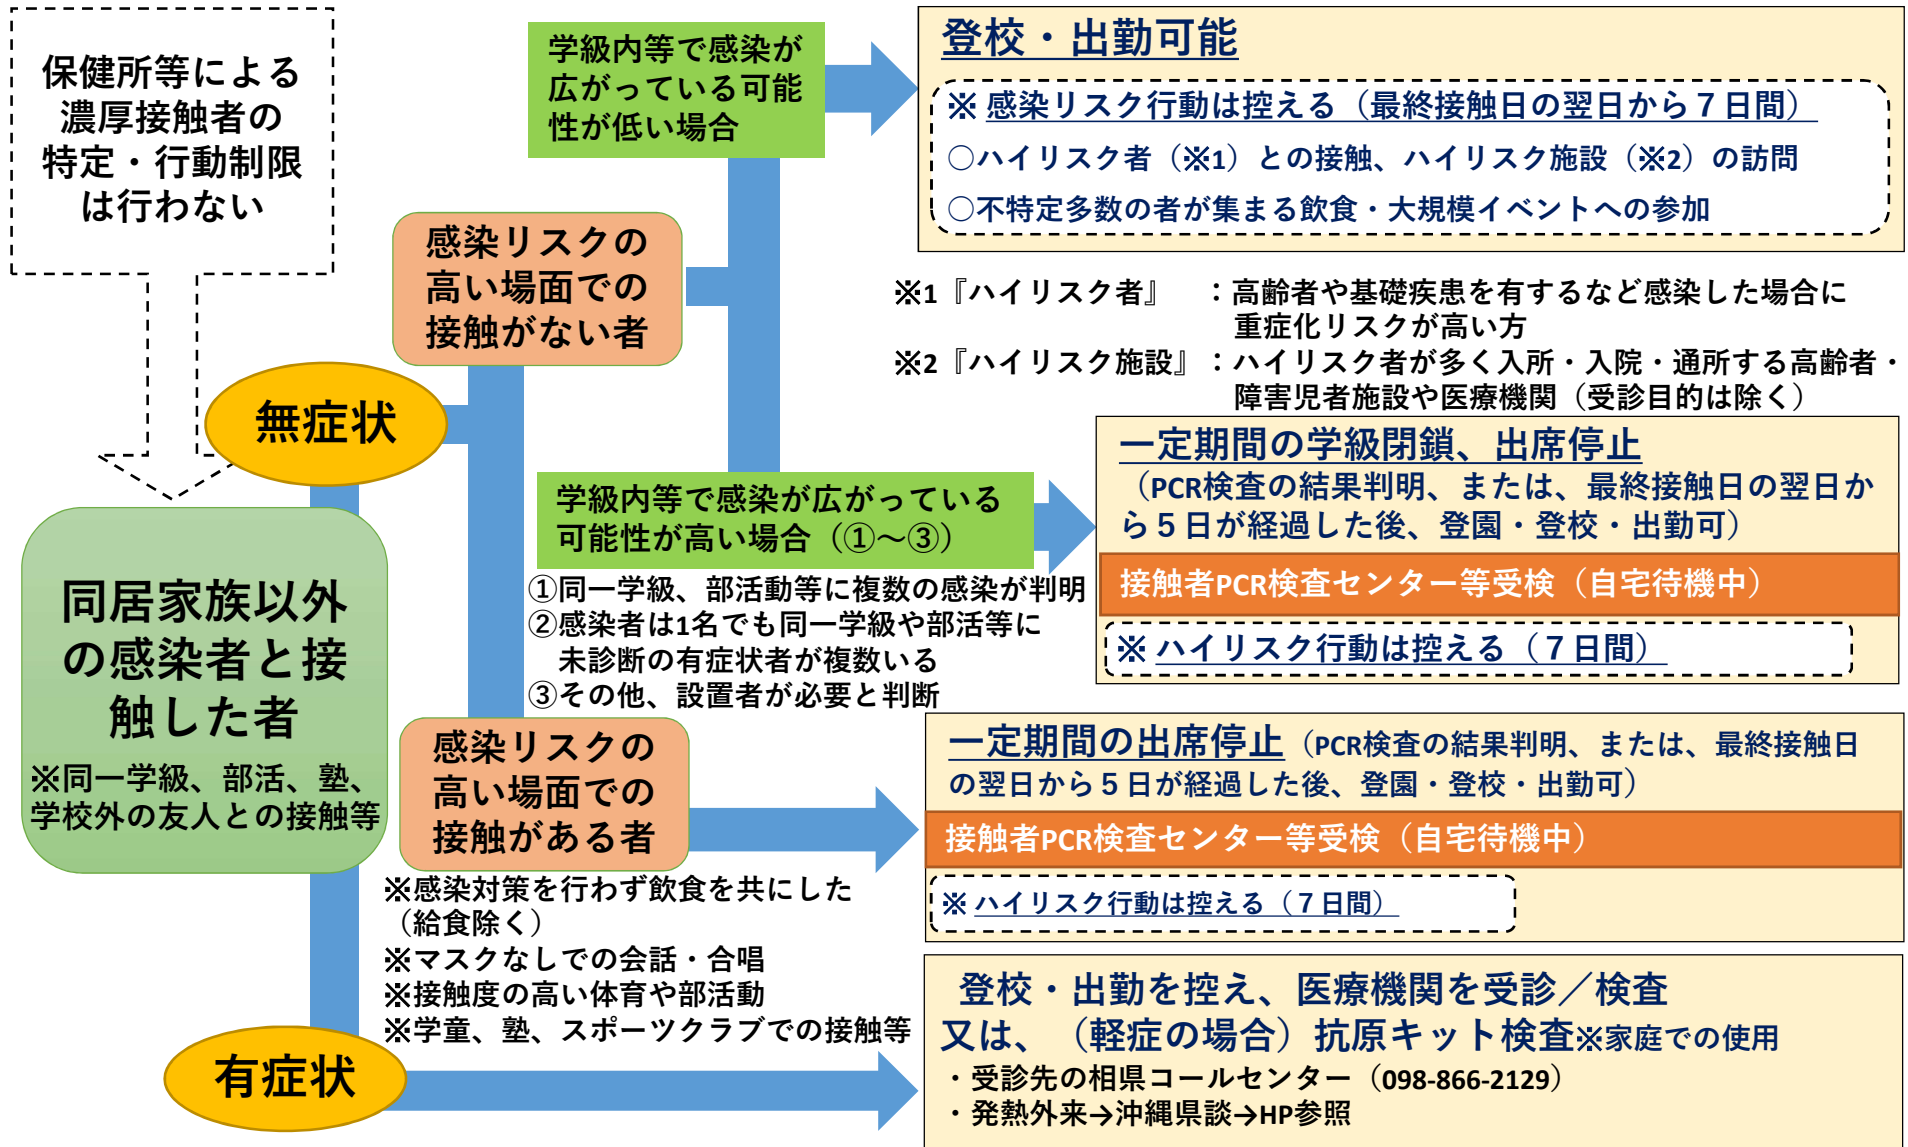 保健所等による
濃厚接触者の
特定・行動制限
は行わない
学級内等で感染が
広がっている可能
性が低い場合
登校・出勤可能
※ 感染リスク行動は控える（最終接触日の翌日から７日間）
○ハイリスク者（※1）との接触、ハイリスク施設（※2）の訪問
○不特定多数の者が集まる飲食・大規模イベントへの参加
感染リスクの
高い場面での
接触がない者
※1『ハイリスク者』　：高齢者や基礎疾患を有するなど感染した場合に
重症化リスクが高い方
※2『ハイリスク施設』：ハイリスク者が多く入所・入院・通所する高齢者・
障害児者施設や医療機関（受診目的は除く）
無症状
学級内等で感染が広がっている
可能性が高い場合（①～③）
①同一学級、部活動等に複数の感染が判明
②感染者は1名でも同一学級や部活等に
未診断の有症状者が複数いる
③その他、設置者が必要と判断
一定期間の学級閉鎖、出席停止
（PCR検査の結果判明、または、最終接触日の翌日か
ら５日が経過した後、登園・登校・出勤可）
接触者PCR検査センター等受検（自宅待機中）
※ ハイリスク行動は控える（７日間）
同居家族以外
の感染者と接
触した者
※同一学級、部活、塾、
学校外の友人との接触等
感染リスクの
高い場面での
接触がある者
※感染対策を行わず飲食を共にした
（給食除く）
※マスクなしでの会話・合唱
※接触度の高い体育や部活動
※学童、塾、スポーツクラブでの接触等
一定期間の出席停止（PCR検査の結果判明、または、最終接触日
の翌日から５日が経過した後、登園・登校・出勤可）
接触者PCR検査センター等受検（自宅待機中）
※ ハイリスク行動は控える（７日間）
有症状
登校・出勤を控え、医療機関を受診／検査
又は、（軽症の場合）抗原キット検査※家庭での使用
・受診先の相県コールセンター（098-866-2129）
・発熱外来→沖縄県談→HP参照